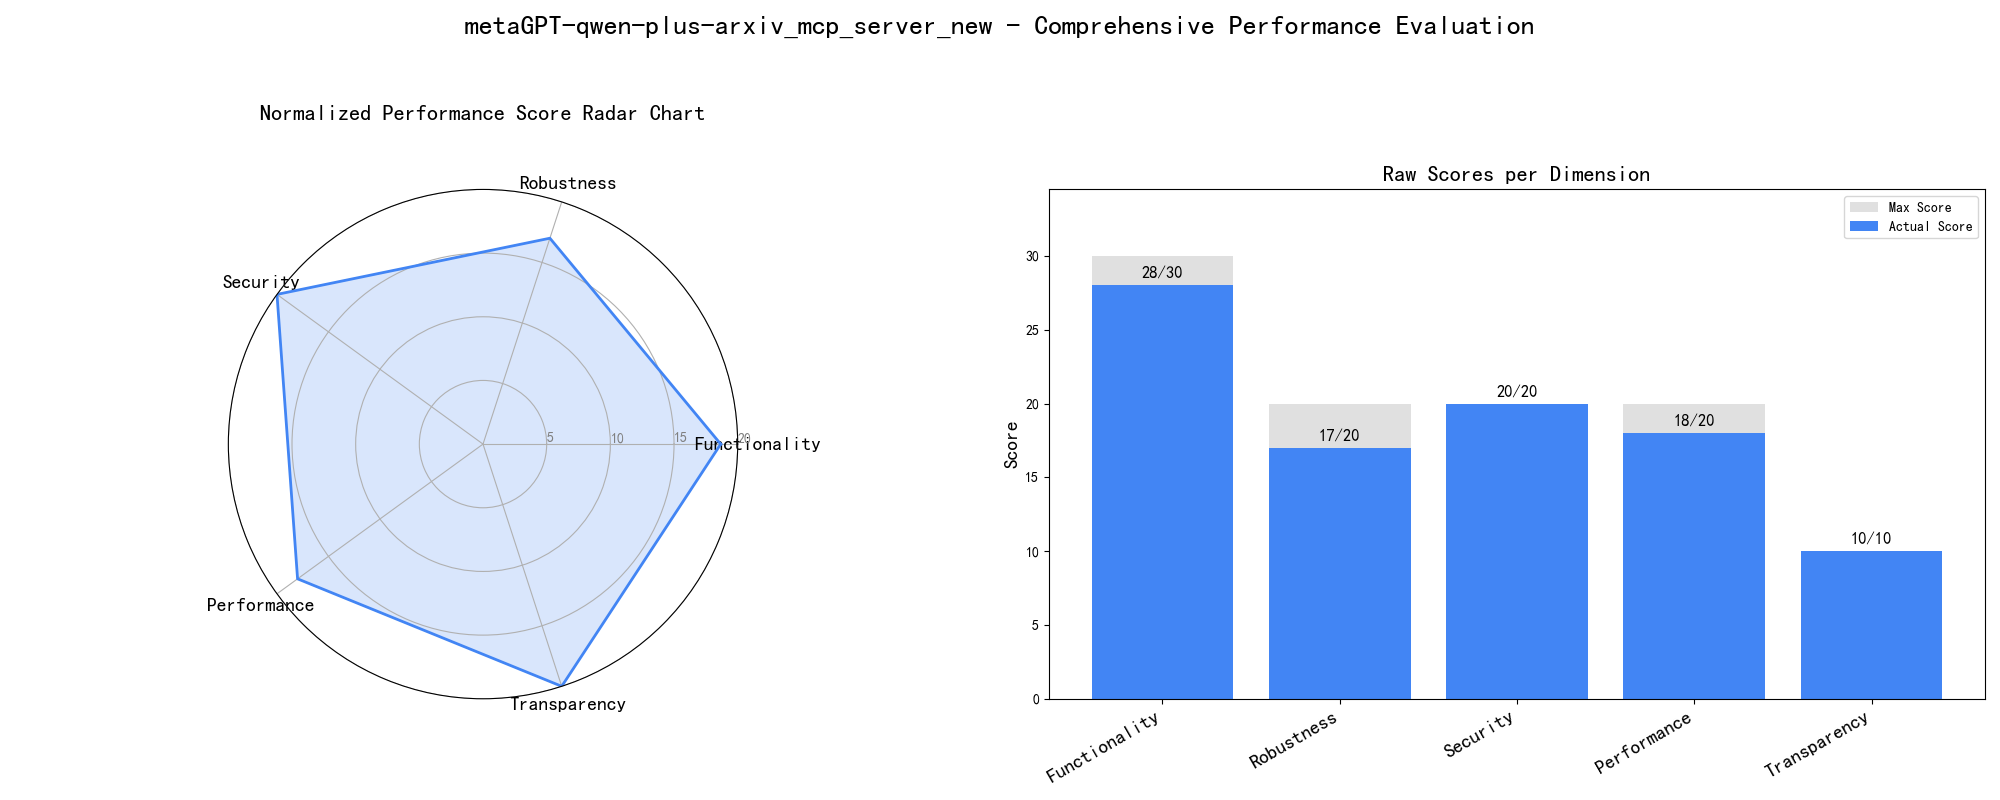 metaGPT-qwen-plus-arxiv_mcp_server_new - Comprehensive Performance Evaluation
Normalized Performance Score Radar Chart
Robustness
Security
Functionality
Performance
Transparency
5
10
15
20
Raw Scores per Dimension
Max Score
Actual Score
Score
30
25
20
15
10
5
0
28/30
17/20
20/20
18/20
10/10
Functionality
Robustness
Security
Performance
Transparency